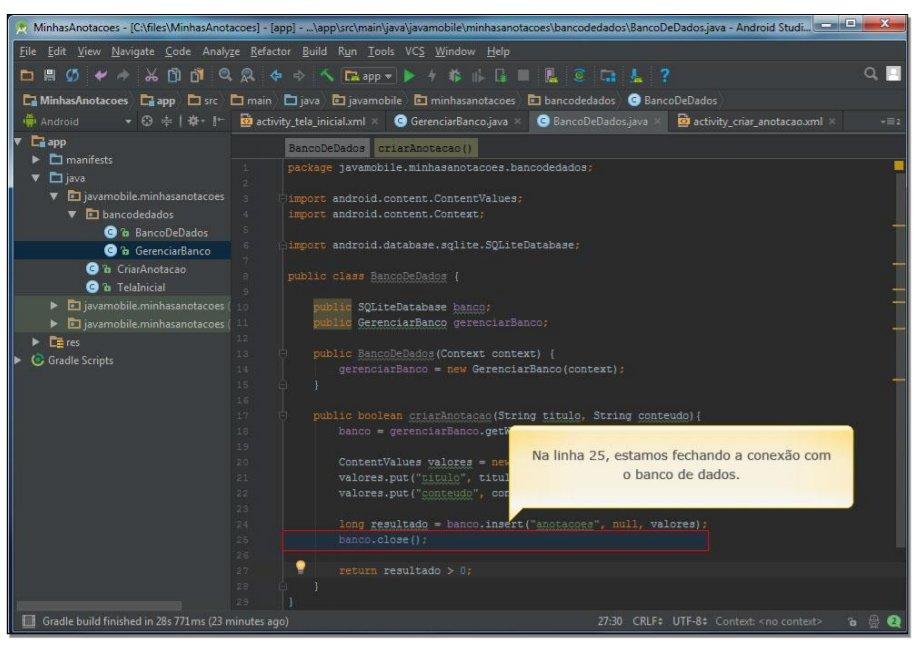 MinhasAnotacoes - [C:\files\MinhasAnotacoes] - [app] - ...\app\src\main\java\javamobile\minhasanotacoes\bancodedados\BancoDeDados.java - Android Studi...
File Edit View Navigate Code Analyze Refactor Build Run Tools VCS Window Help
app
MinhasAnotacoes app src main java javamobile minhasanotacoes bancodedados BancoDeDados
Android
activity_tela_inicial.xml GerenciarBanco.java BancoDeDados.java activity_criar_anotacao.xml
app
manifests
java
javamobile.minhasanotacoes
bancodedados
BancoDeDados
GerenciarBanco
CriarAnotacao
TelaInicial
javamobile.minhasanotacoes (
javamobile.minhasanotacoes (
res
Gradle Scripts
BancoDeDados criarAnotacao()
1 package javamobile.minhasanotacoes.bancodedados;
2
3 import android.content.ContentValues;
4 import android.content.Context;
5
6 import android.database.sqlite.SQLiteDatabase;
7
8 public class BancoDeDados {
9
10 public SQLiteDatabase banco;
11 public GerenciarBanco gerenciarBanco;
12
13 public BancoDeDados(Context context) {
14 gerenciarBanco = new GerenciarBanco(context);
15 }
16
17 public boolean criarAnotacao(String titulo, String conteudo){
18 banco = gerenciarBanco.getW
19
20 ContentValues valores = new
21 valores.put("titulo", titul
22 valores.put("conteudo", con
23
24 long resultado = banco.insert("anotacoes", null, valores);
25 banco.close();
26
27 return resultado > 0;
28 }
29 }
Na linha 25, estamos fechando a conexão com
o banco de dados.
Gradle build finished in 28s 771ms (23 minutes ago) 27:30 CRLF÷ UTF-8÷ Context: <no context> 2